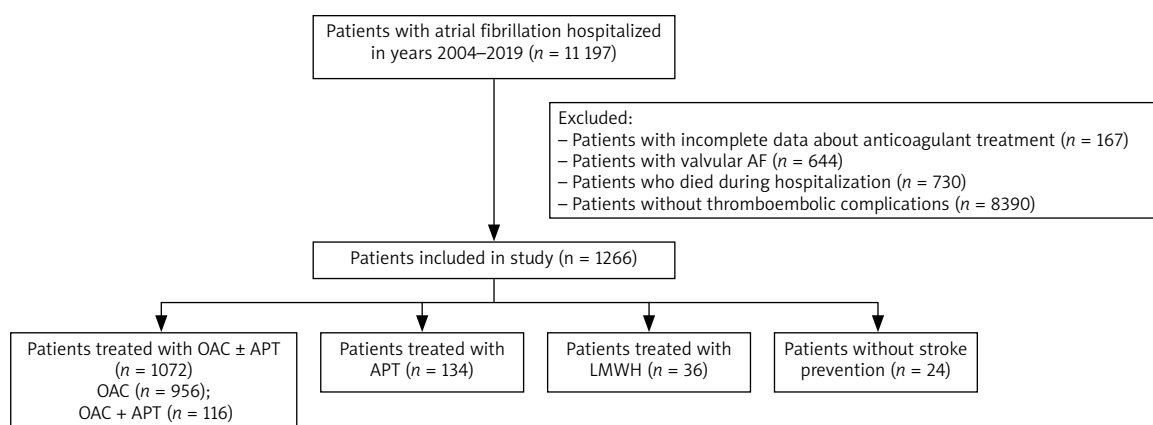 Patients with atrial fibrillation hospitalized
in years 2004–2019 (n = 11 197)
Excluded:
– Patients with incomplete data about anticoagulant treatment (n = 167)
– Patients with valvular AF (n = 644)
– Patients who died during hospitalization (n = 730)
– Patients without thromboembolic complications (n = 8390)
Patients included in study (n = 1266)
Patients treated with OAC ± APT
(n = 1072)
OAC (n = 956);
OAC + APT (n = 116)
Patients treated with
APT (n = 134)
Patients treated with
LMWH (n = 36)
Patients without stroke
prevention (n = 24)